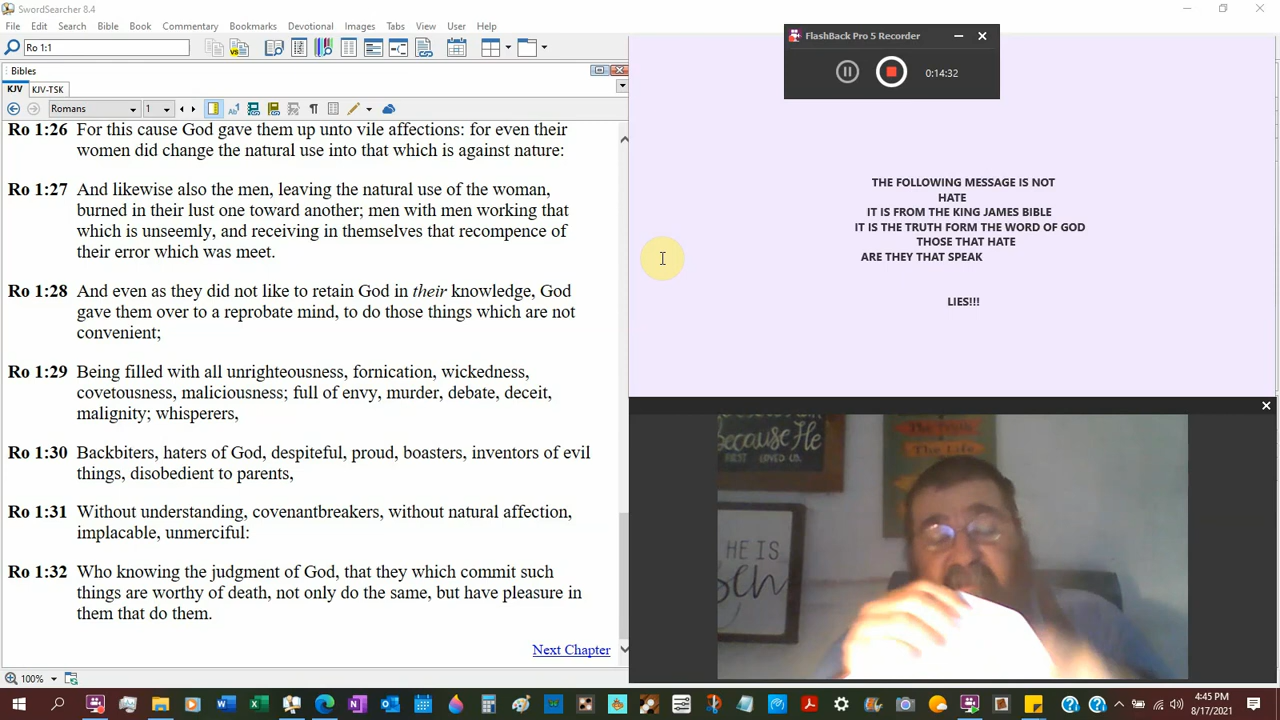 SwordSearcher 8.4
File Edit Search Bible Book Commentary Bookmarks Devotional Images Tabs View User Help
Ro 1:1
Bibles
KJV KJV-TSK
Romans 1
Ro 1:26 For this cause God gave them up unto vile affections: for even their
women did change the natural use into that which is against nature:
Ro 1:27 And likewise also the men, leaving the natural use of the woman,
burned in their lust one toward another; men with men working that
which is unseemly, and receiving in themselves that recompence of
their error which was meet.
Ro 1:28 And even as they did not like to retain God in their knowledge, God
gave them over to a reprobate mind, to do those things which are not
convenient;
Ro 1:29 Being filled with all unrighteousness, fornication, wickedness,
covetousness, maliciousness; full of envy, murder, debate, deceit,
malignity; whisperers,
Ro 1:30 Backbiters, haters of God, despiteful, proud, boasters, inventors of evil
things, disobedient to parents,
Ro 1:31 Without understanding, covenantbreakers, without natural affection,
implacable, unmerciful:
Ro 1:32 Who knowing the judgment of God, that they which commit such
things are worthy of death, not only do the same, but have pleasure in
them that do them.
Next Chapter
100%
FlashBack Pro 5 Recorder
0:14:32
THE FOLLOWING MESSAGE IS NOT
HATE
IT IS FROM THE KING JAMES BIBLE
IT IS THE TRUTH FORM THE WORD OF GOD
THOSE THAT HATE
ARE THEY THAT SPEAK
LIES!!!
because He
FIRST LOVED
The Truth
The Life
HE IS
4:45 PM
8/17/2021